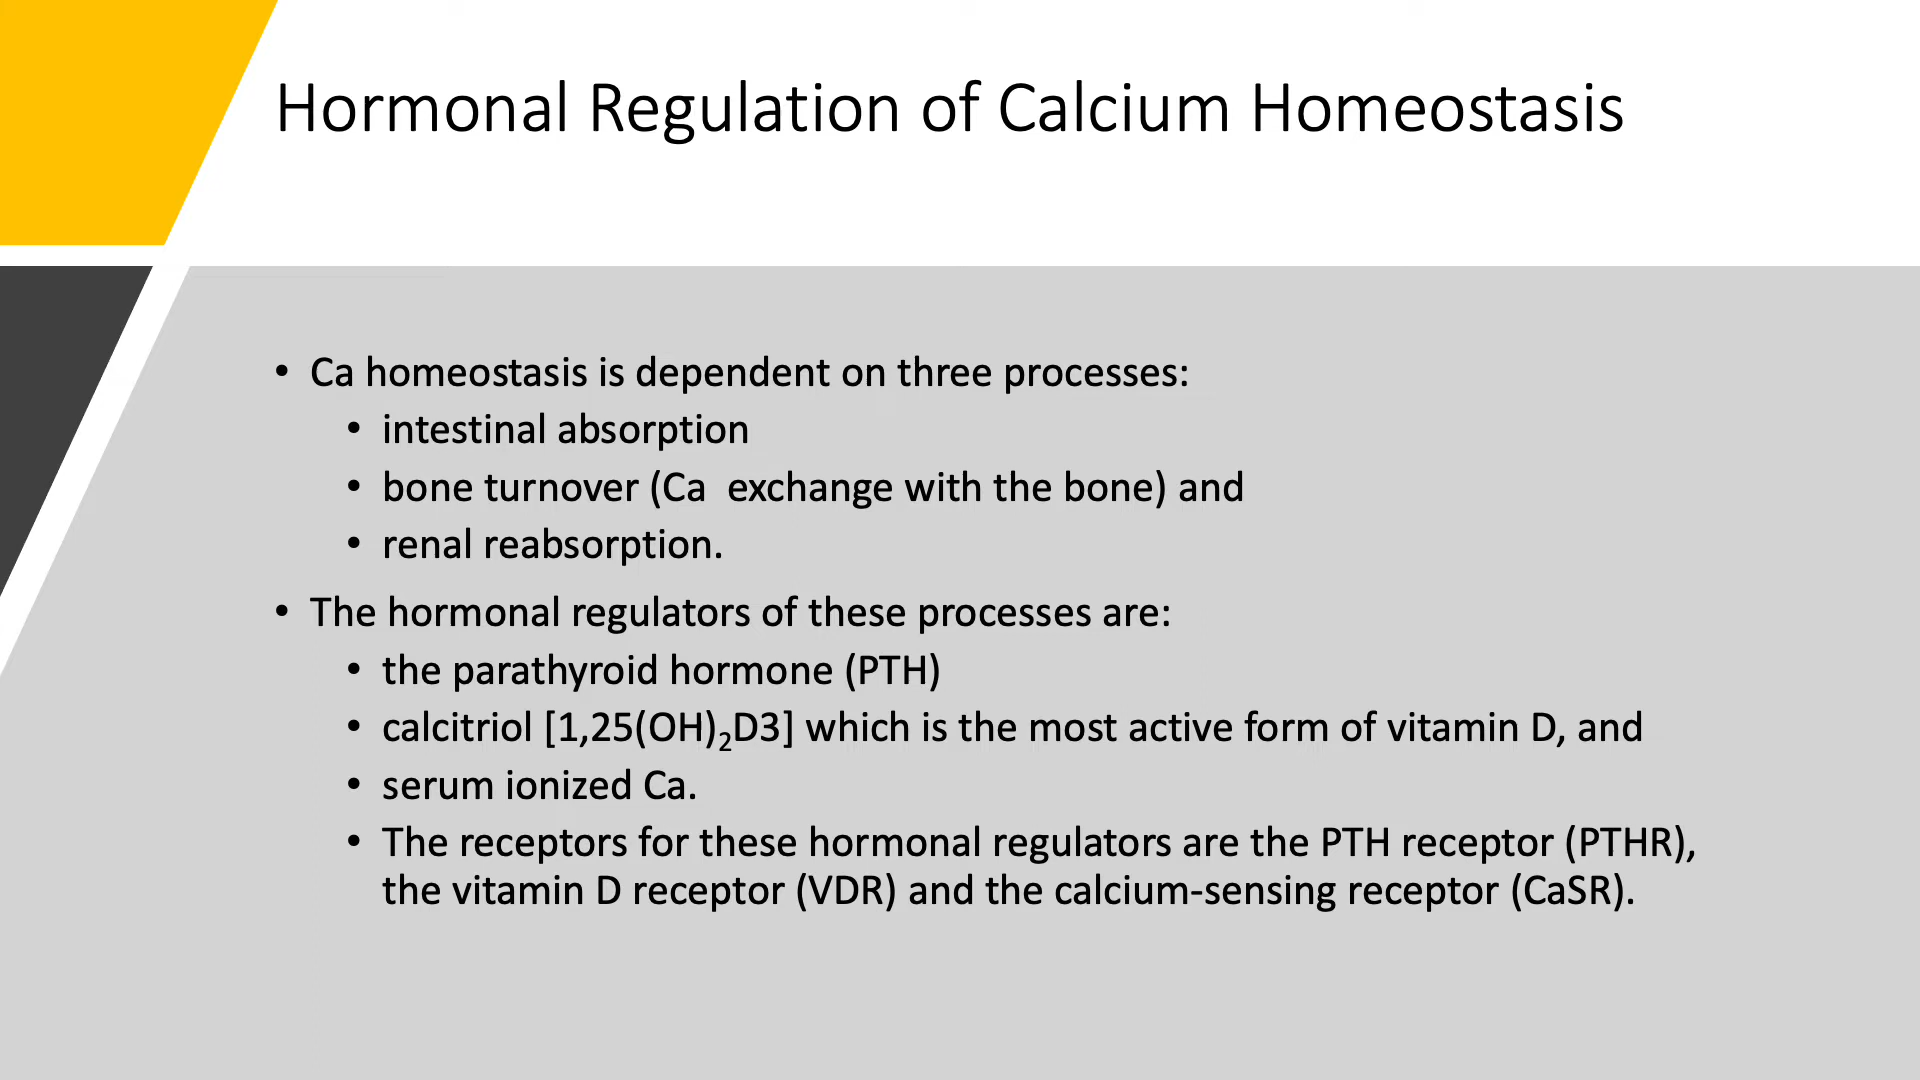 Hormonal Regulation of Calcium Homeostasis
• Ca homeostasis is dependent on three processes:
• intestinal absorption
• bone turnover (Ca  exchange with the bone) and
• renal reabsorption.
• The hormonal regulators of these processes are:
• the parathyroid hormone (PTH)
• calcitriol [1,25(OH)₂D3] which is the most active form of vitamin D, and
• serum ionized Ca.
• The receptors for these hormonal regulators are the PTH receptor (PTHR),
the vitamin D receptor (VDR) and the calcium-sensing receptor (CaSR).